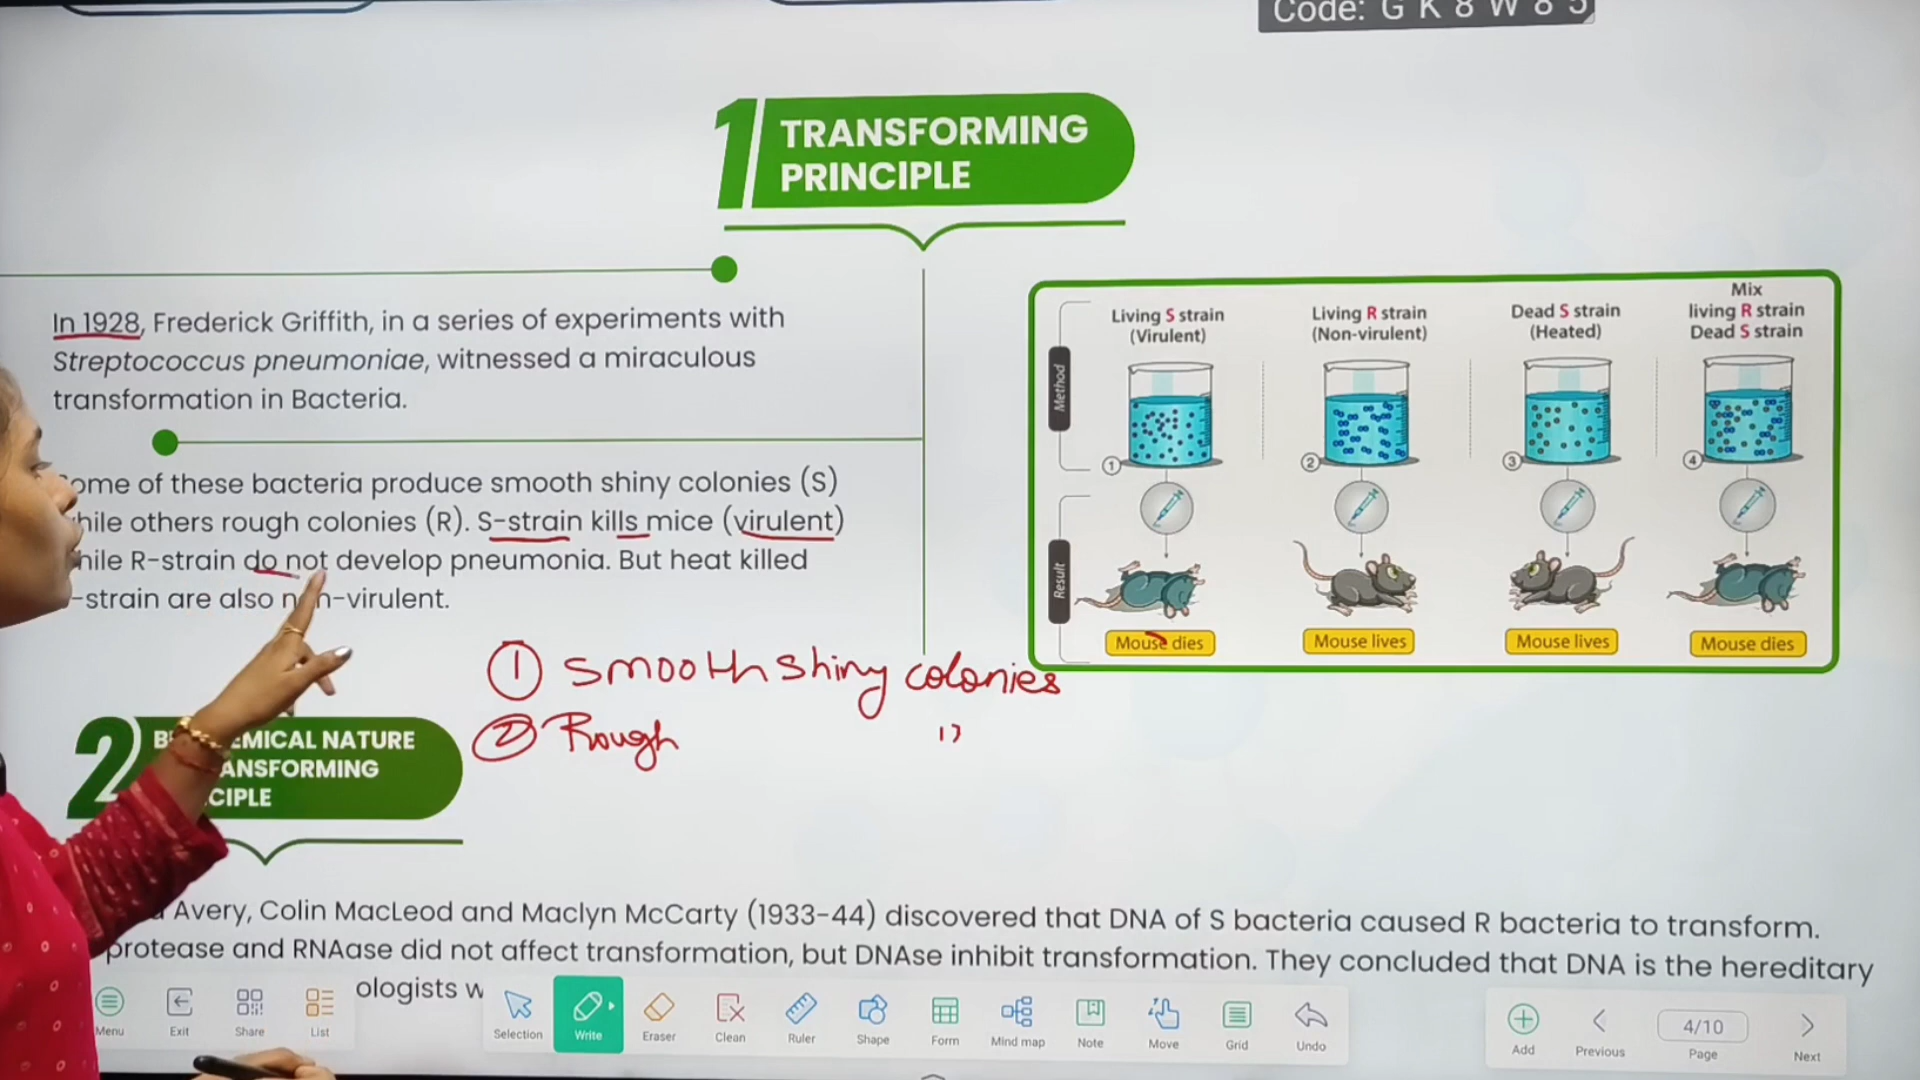 Code: G K 8 W 8 5
1 TRANSFORMING
PRINCIPLE
In 1928, Frederick Griffith, in a series of experiments with
Streptococcus pneumoniae, witnessed a miraculous
transformation in Bacteria.
ome of these bacteria produce smooth shiny colonies (S)
hile others rough colonies (R). S-strain kills mice (virulent)
hile R-strain do not develop pneumonia. But heat killed
-strain are also n n-virulent.
Method
Result
Living S strain
(Virulent)
Living R strain
(Non-virulent)
Dead S strain
(Heated)
Mix
living R strain
Dead S strain
1
2
3
4
Mouse dies
Mouse lives
Mouse lives
Mouse dies
① Smooth Shiny colonies
② Rough 11
2 B EMICAL NATURE
ANSFORMING
CIPLE
Avery, Colin MacLeod and Maclyn McCarty (1933-44) discovered that DNA of S bacteria caused R bacteria to transform.
protease and RNAase did not affect transformation, but DNAse inhibit transformation. They concluded that DNA is the hereditary
ologists w
Menu
Exit
Share
List
Selection
Write
Eraser
Clean
Ruler
Shape
Form
Mind map
Note
Move
Grid
Undo
Add
Previous
4/10
Page
Next